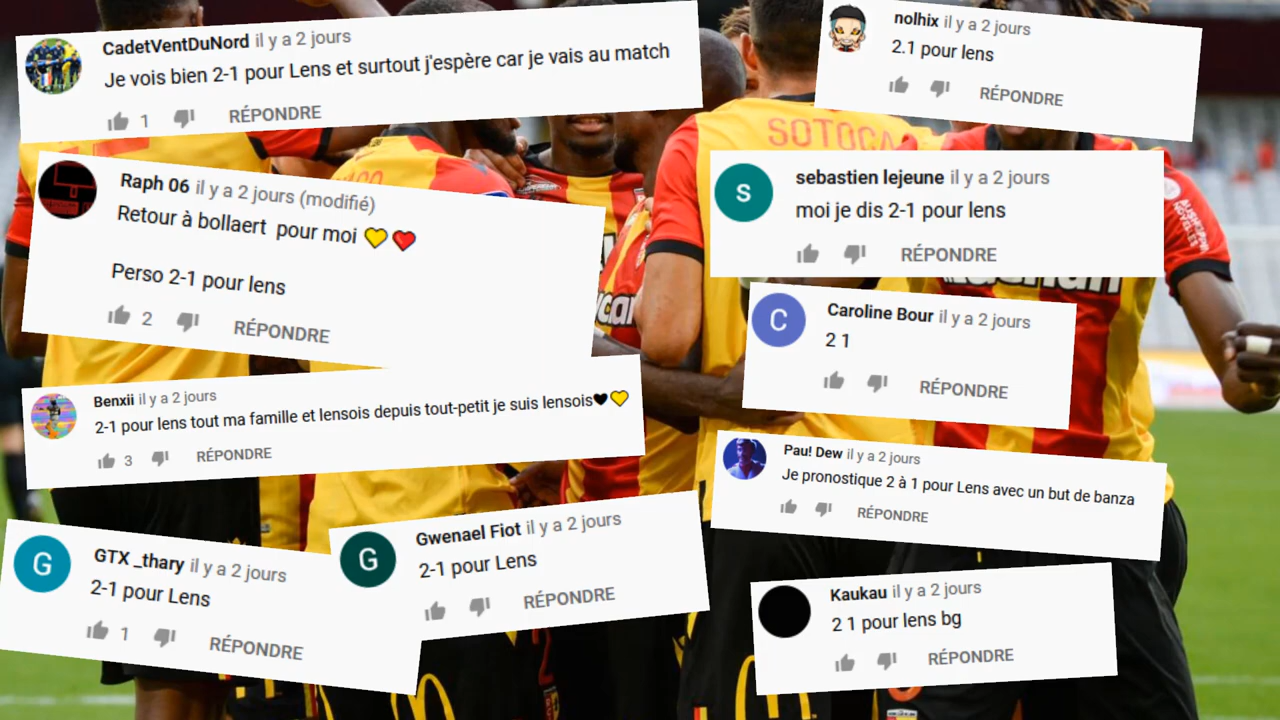 CadetVentDuNord il y a 2 jours
Je vois bien 2-1 pour Lens et surtout j'espère car je vais au match
1 RÉPONDRE
Raph 06 il y a 2 jours (modifié)
Retour à bollaert pour moi 💛❤️
Perso 2-1 pour lens
2 RÉPONDRE
Benxii il y a 2 jours
2-1 pour lens tout ma famille et lensois depuis tout-petit je suis lensois🖤💛
3 RÉPONDRE
G
GTX _thary il y a 2 jours
2-1 pour Lens
1 RÉPONDRE
G
Gwenael Fiot il y a 2 jours
2-1 pour Lens
RÉPONDRE
nolhix il y a 2 jours
2.1 pour lens
RÉPONDRE
SOTOCA
S
sebastien lejeune il y a 2 jours
moi je dis 2-1 pour lens
RÉPONDRE
Auchan
C
Caroline Bour il y a 2 jours
2 1
RÉPONDRE
Pau! Dew il y a 2 jours
Je pronostique 2 à 1 pour Lens avec un but de banza
RÉPONDRE
Kaukau il y a 2 jours
2 1 pour lens bg
RÉPONDRE